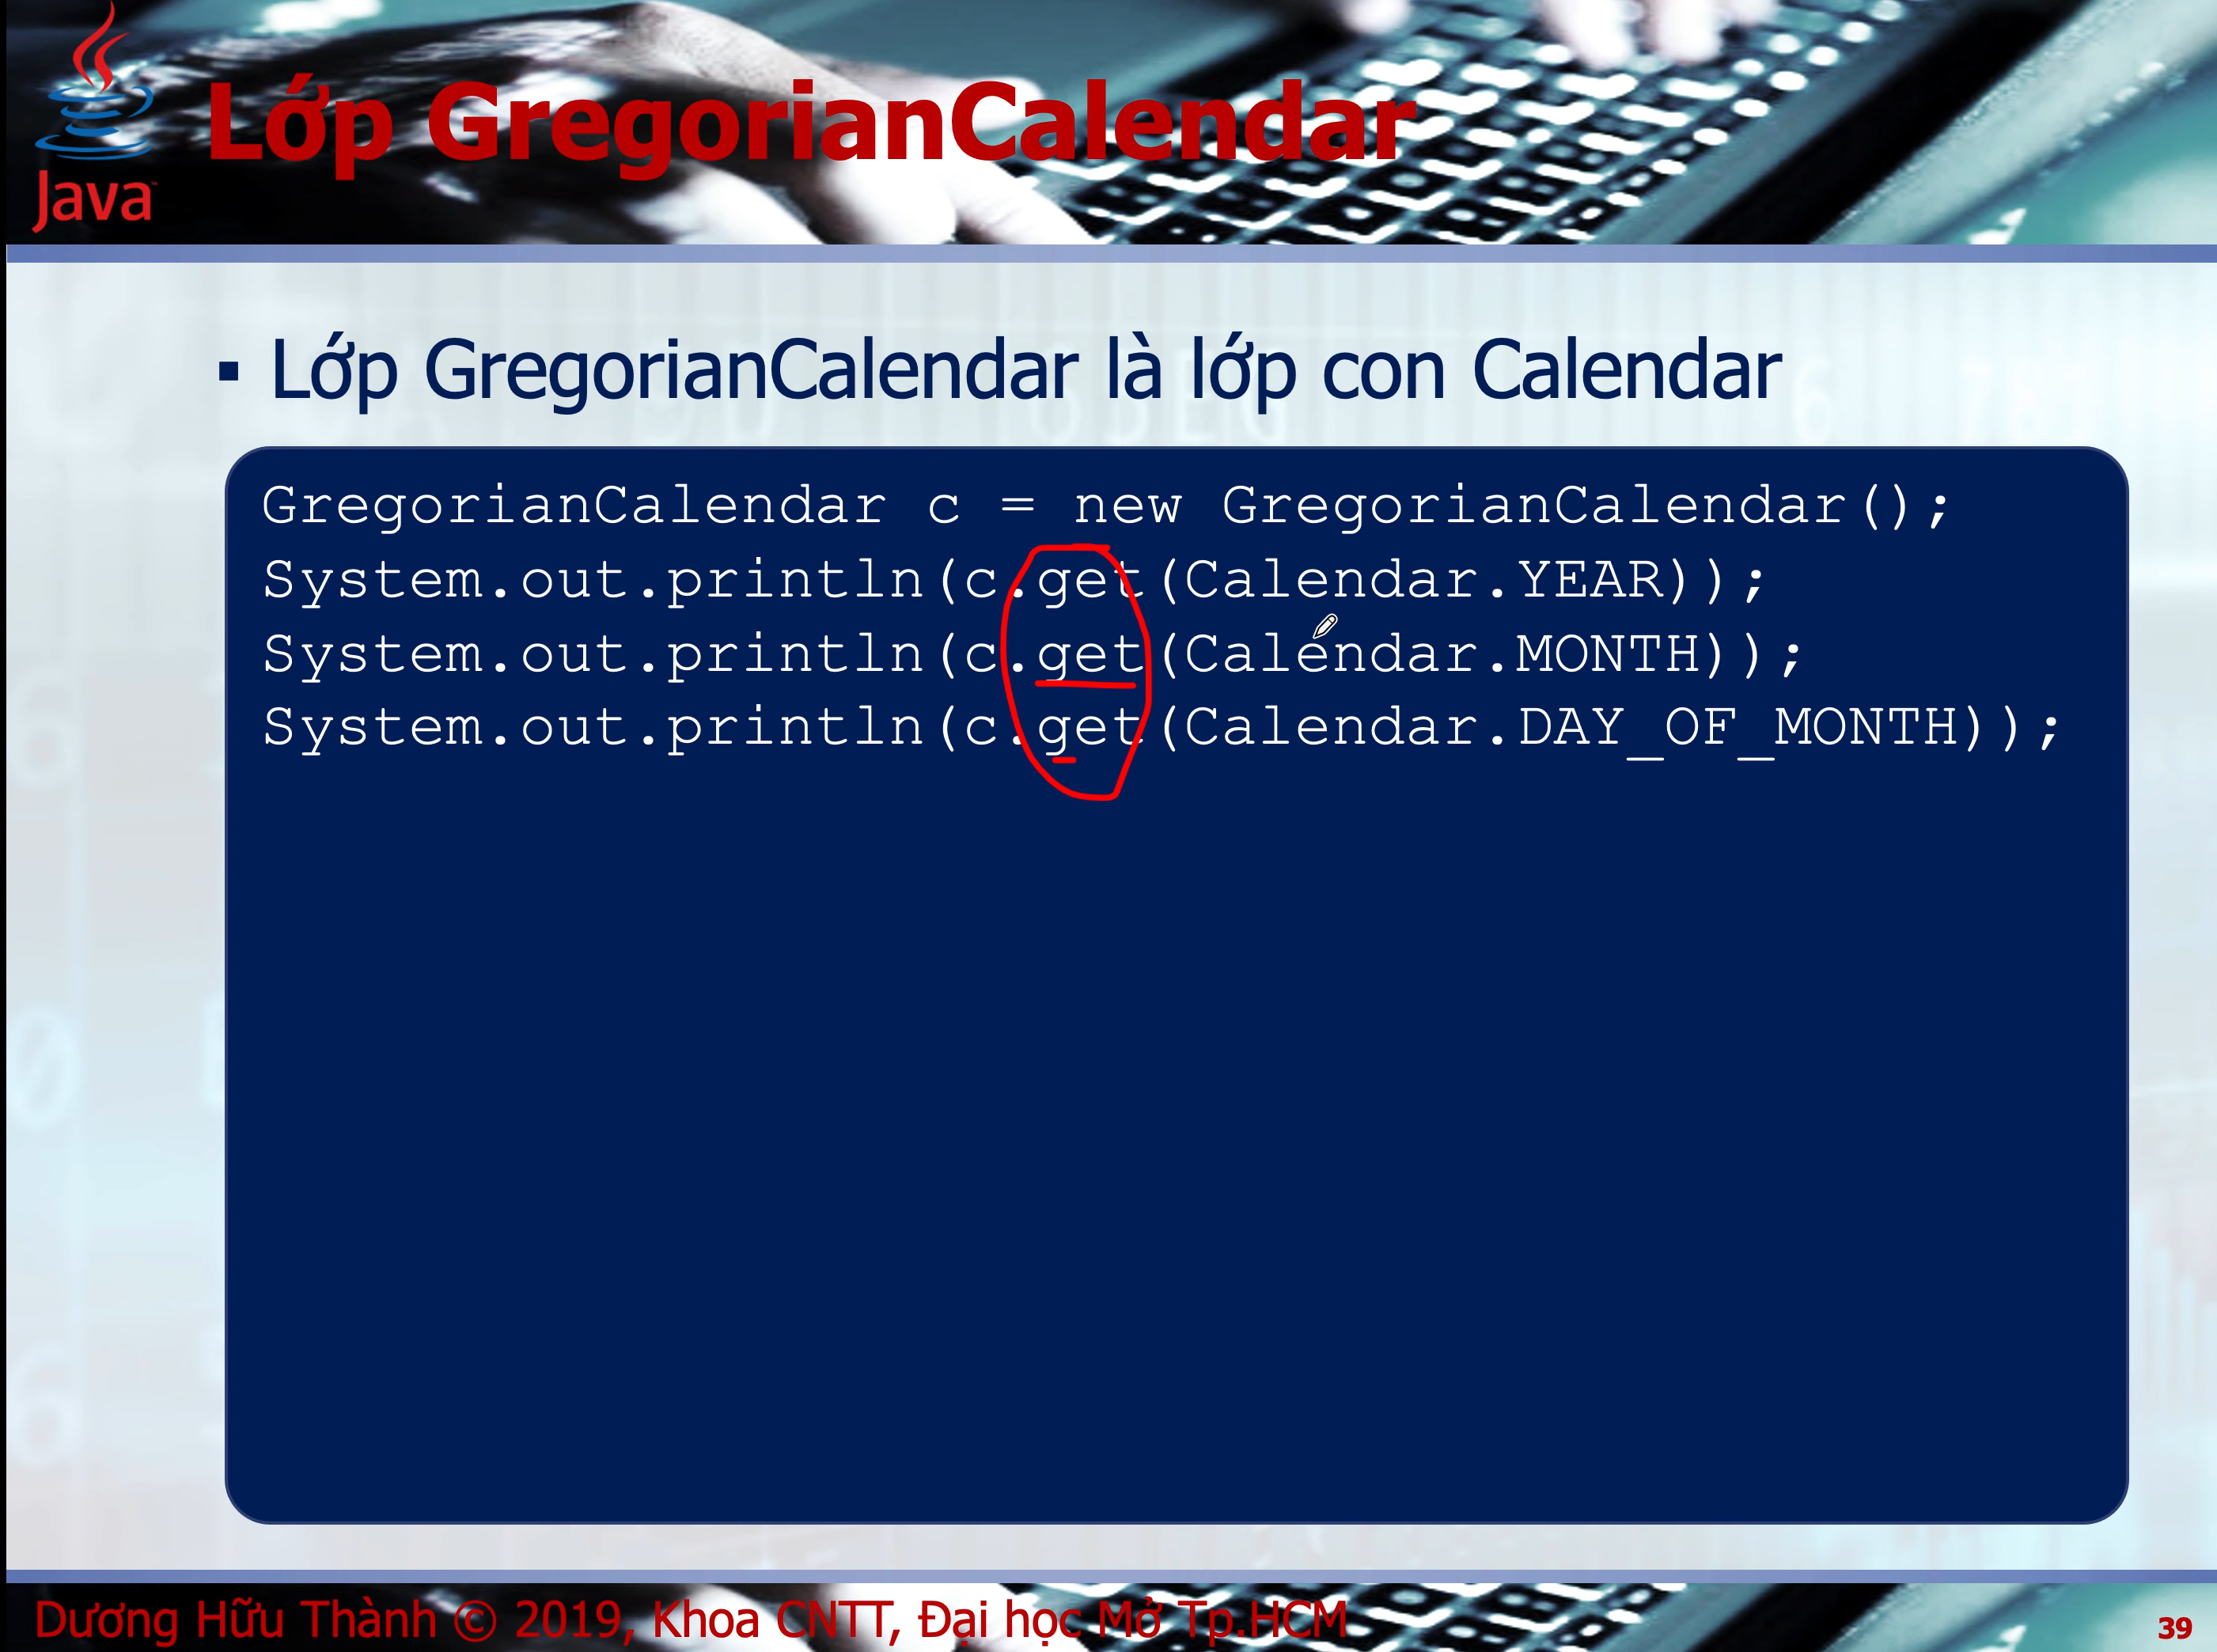 Java
Lớp GregorianCalendar
▪ Lớp GregorianCalendar là lớp con Calendar
GregorianCalendar c = new GregorianCalendar();
System.out.println(c.get(Calendar.YEAR));
System.out.println(c.get(Calendar.MONTH));
System.out.println(c.get(Calendar.DAY_OF_MONTH));
Dương Hữu Thành © 2019, Khoa CNTT, Đại học Mở Tp.HCM
39